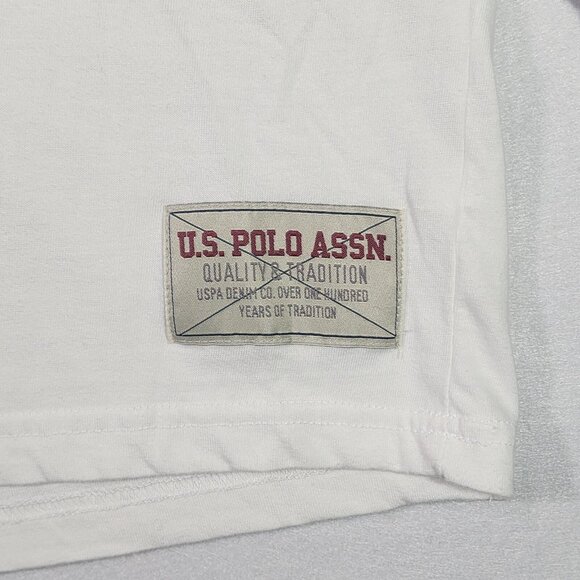 U.S. POLO ASSN.
QUALITY & TRADITION
USPA DENIM CO. OVER ONE HUNDRED
YEARS OF TRADITION